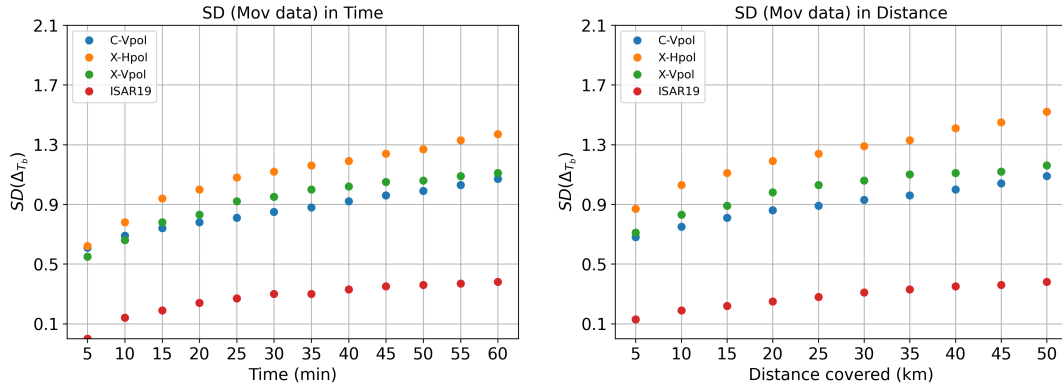 SD (Mov data) in Time
2.1
1.7
1.3
0.9
0.5
0.1
SD(Δ_{T_b})
C-Vpol
X-Hpol
X-Vpol
ISAR19
5 10 15 20 25 30 35 40 45 50 55 60
Time (min)
SD (Mov data) in Distance
2.1
1.7
1.3
0.9
0.5
0.1
SD(Δ_{T_b})
C-Vpol
X-Hpol
X-Vpol
ISAR19
5 10 15 20 25 30 35 40 45 50
Distance covered (km)